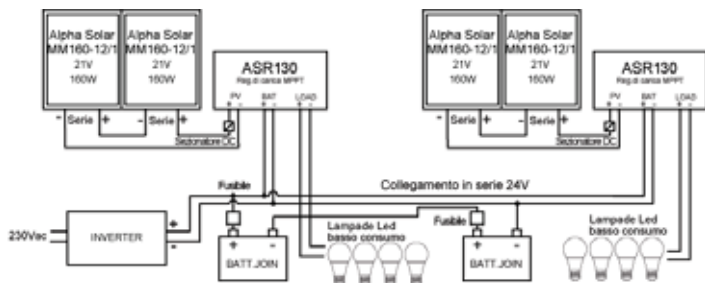 Alpha Solar
MM160-12/1
21V
160W
Alpha Solar
MM160-12/1
21V
160W
ASR130
Reg.di carica MPPT
PV BAT LOAD
+ - + - + -
- Serie + - Serie +
Sezionatore DC
Alpha Solar
MM160-12/1
21V
160W
Alpha Solar
MM160-12/1
21V
160W
ASR130
Reg.di carica MPPT
PV BAT LOAD
+ - + - + -
- Serie + - Serie +
Sezionatore DC
Fusibile
Collegamento in serie 24V
230Vac
INVERTER
+
-
+ -
BATT.JOIN
Lampade Led
basso consumo
Fusibile
+ -
BATT.JOIN
Lampade Led
basso consumo